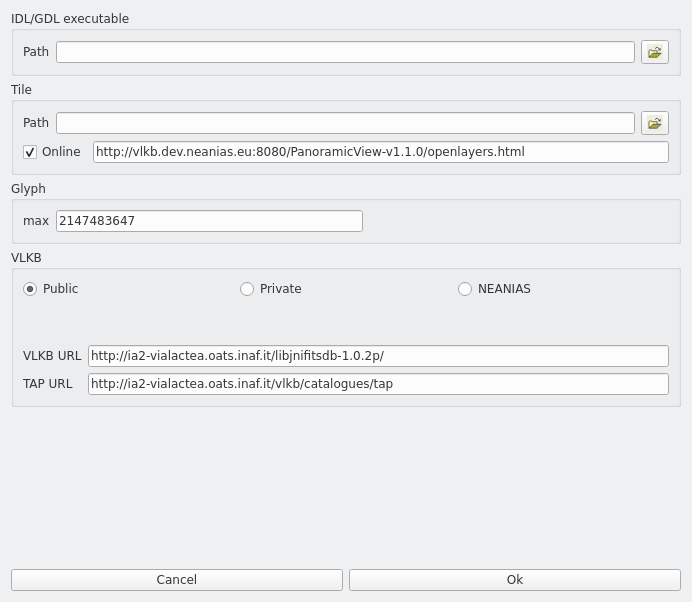 IDL/GDL executable
Path
Tile
Path
Online http://vlkb.dev.neanias.eu:8080/PanoramicView-v1.1.0/openlayers.html
Glyph
max 2147483647
VLKB
Public Private NEANIAS
VLKB URL http://ia2-vialactea.oats.inaf.it/libjnifitsdb-1.0.2p/
TAP URL http://ia2-vialactea.oats.inaf.it/vlkb/catalogues/tap
Cancel Ok